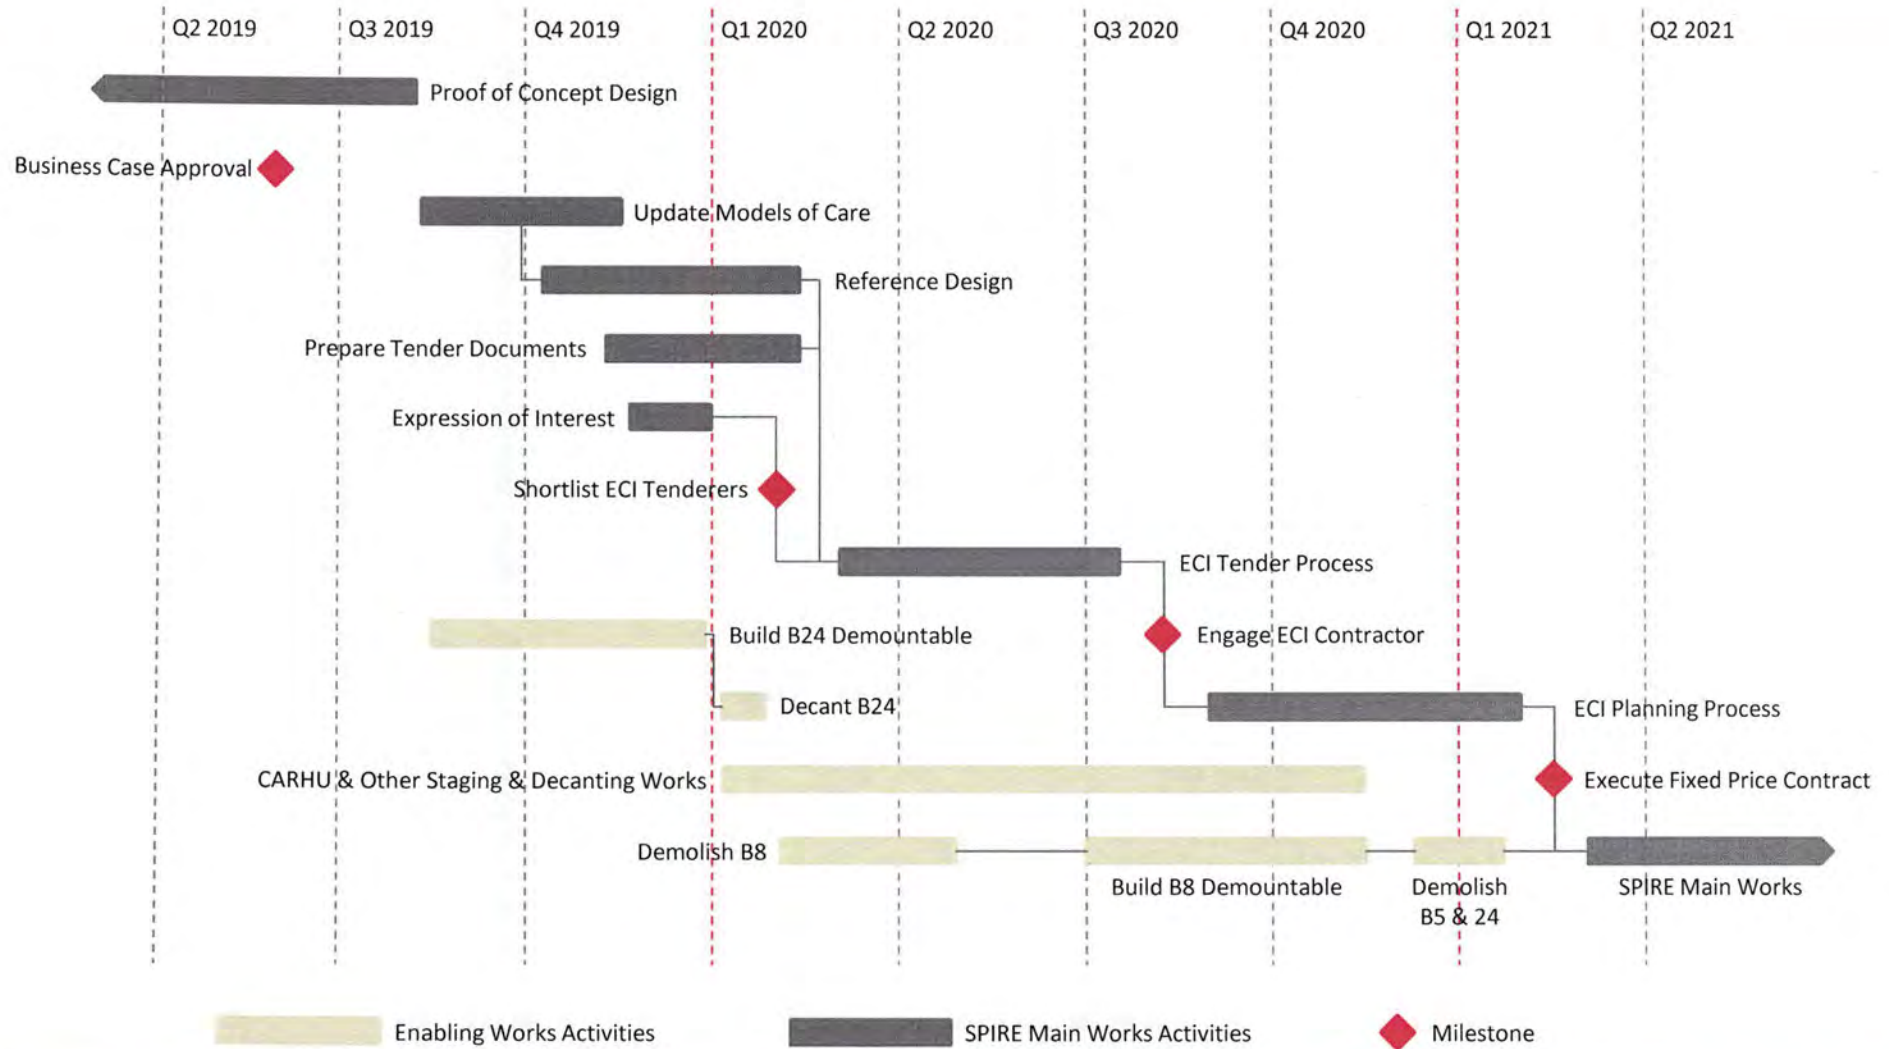 Q2 2019
Q3 2019
Q4 2019
Q1 2020
Q2 2020
Q3 2020
Q4 2020
Q1 2021
Q2 2021
Proof of Concept Design
Business Case Approval
Update Models of Care
Reference Design
Prepare Tender Documents
Expression of Interest
Shortlist ECI Tenderers
ECI Tender Process
Build B24 Demountable
Engage ECI Contractor
Decant B24
ECI Planning Process
CARHU & Other Staging & Decanting Works
Execute Fixed Price Contract
Demolish B8
Build B8 Demountable
Demolish
B5 & 24
SPIRE Main Works
Enabling Works Activities
SPIRE Main Works Activities
Milestone